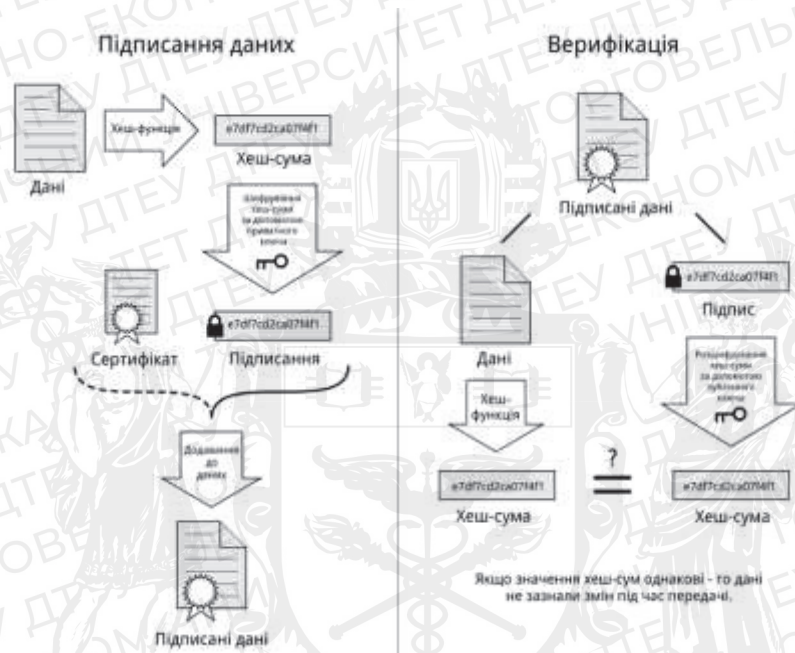 Підписання даних
Дані
Хеш-функція
e7df7cd2ca07f4f1
Хеш-сума
Шифрування
хеш-суми
за допомогою
приватного
ключа
Сертифікат
e7df7cd2ca07f4f1
Підписання
Додавання
до
даних
Підписані дані
Верифікація
Підписані дані
Дані
e7df7cd2ca07f4f1
Підпис
Хеш-
функція
Розшифрування
хеш-суми
за допомогою
публічного
ключа
e7df7cd2ca07f4f1
Хеш-сума
?
=
e7df7cd2ca07f4f1
Хеш-сума
Якщо значення хеш-сум однакові - то дані
не зазнали змін під час передачі.